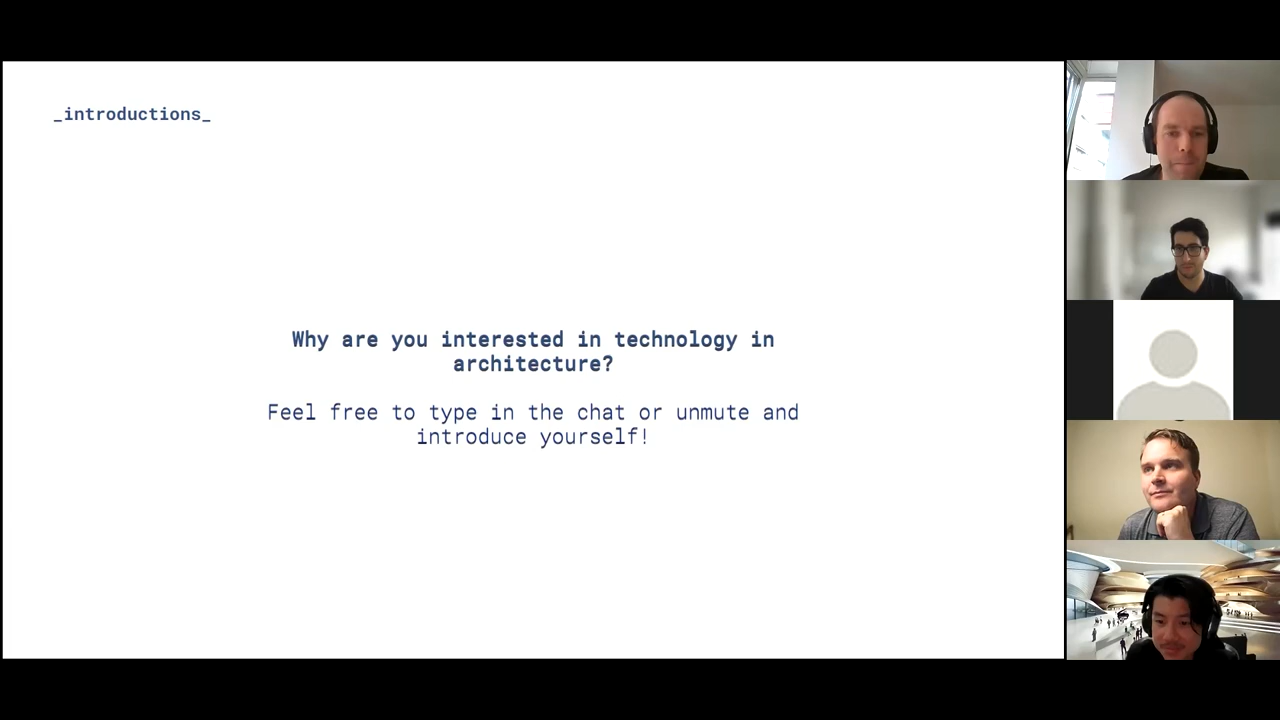 _introductions_
Why are you interested in technology in
architecture?
Feel free to type in the chat or unmute and
introduce yourself!